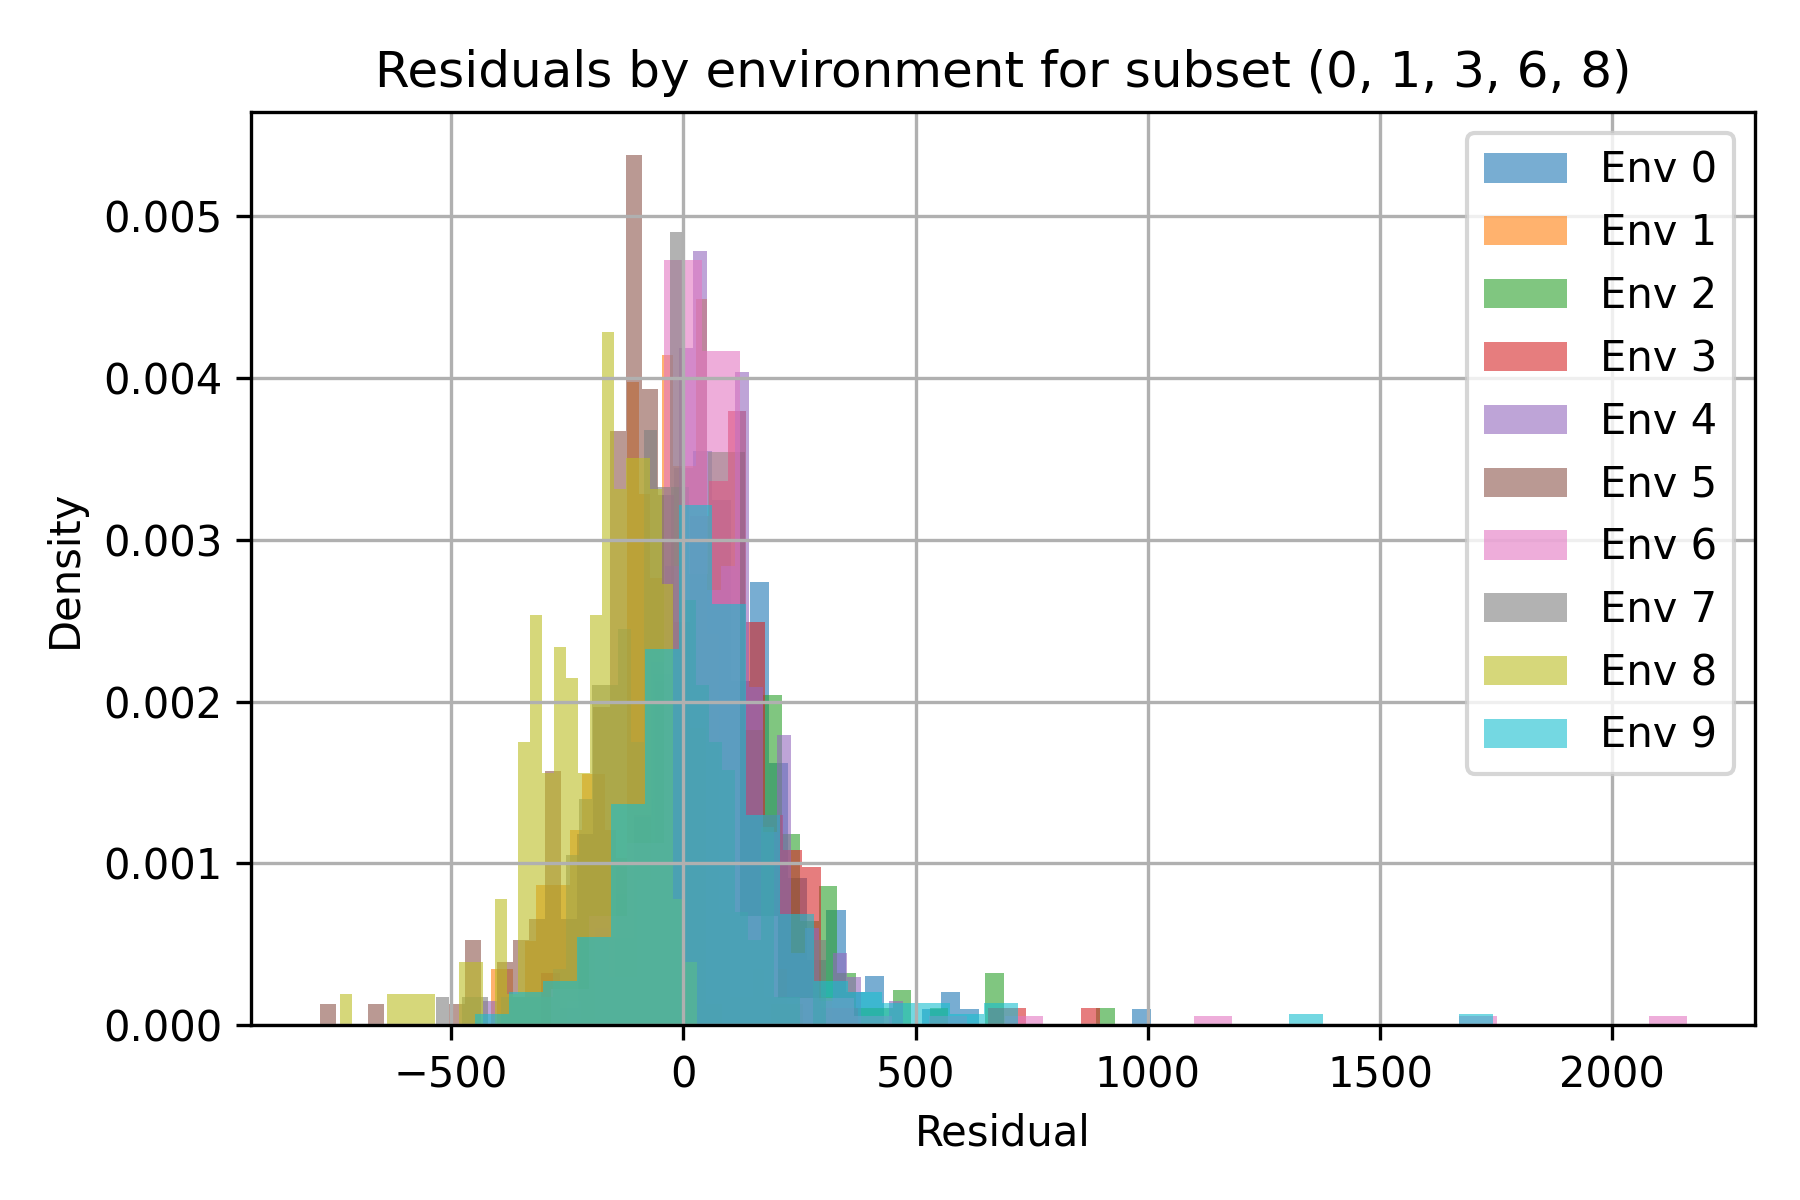 Residuals by environment for subset (0, 1, 3, 6, 8)
Density
0.005
0.004
0.003
0.002
0.001
0.000
Env 0
Env 1
Env 2
Env 3
Env 4
Env 5
Env 6
Env 7
Env 8
Env 9
−500 0 500 1000 1500 2000
Residual